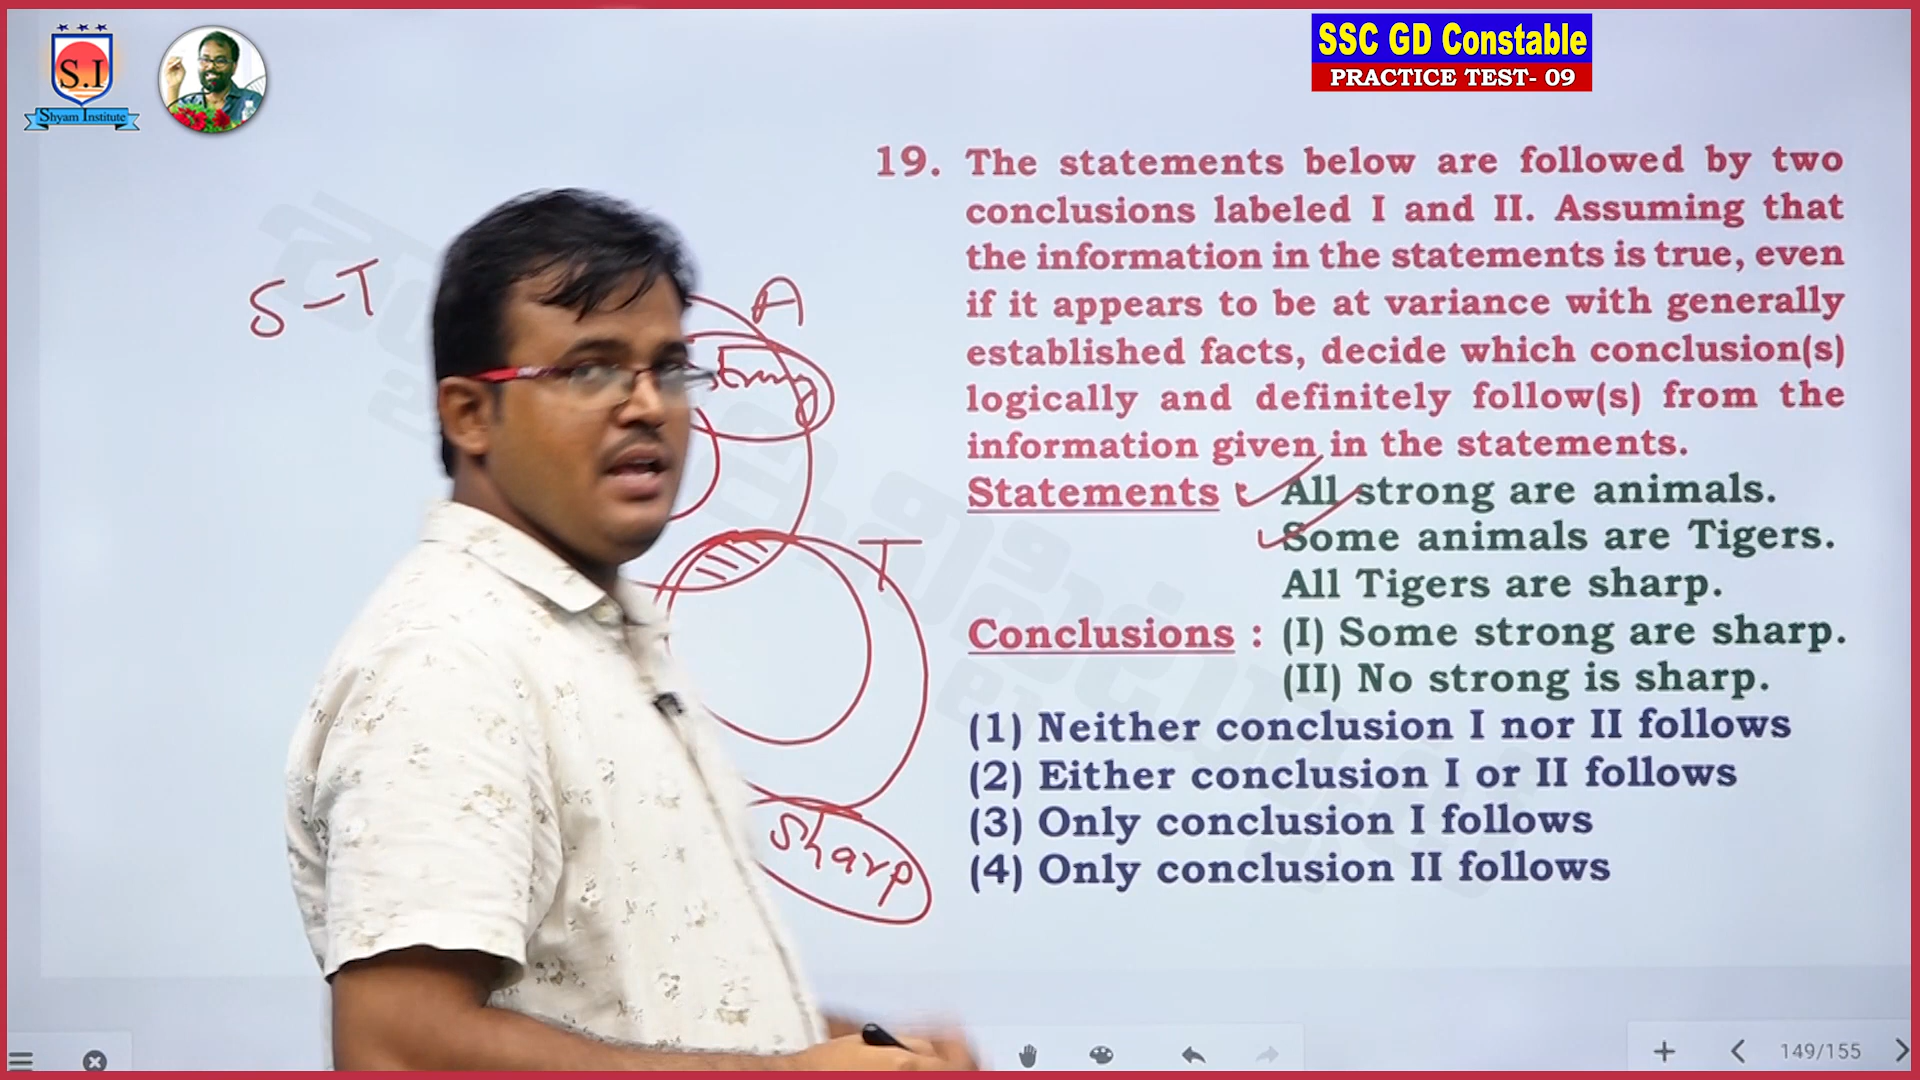 S.I
Shyam Institute
SSC GD Constable
PRACTICE TEST- 09
19. The statements below are followed by two
conclusions labeled I and II. Assuming that
the information in the statements is true, even
if it appears to be at variance with generally
established facts, decide which conclusion(s)
logically and definitely follow(s) from the
information given in the statements.
Statements : All strong are animals.
Some animals are Tigers.
All Tigers are sharp.
Conclusions : (I) Some strong are sharp.
(II) No strong is sharp.
(1) Neither conclusion I nor II follows
(2) Either conclusion I or II follows
(3) Only conclusion I follows
(4) Only conclusion II follows
S-T
A
T
Sharp
149/155